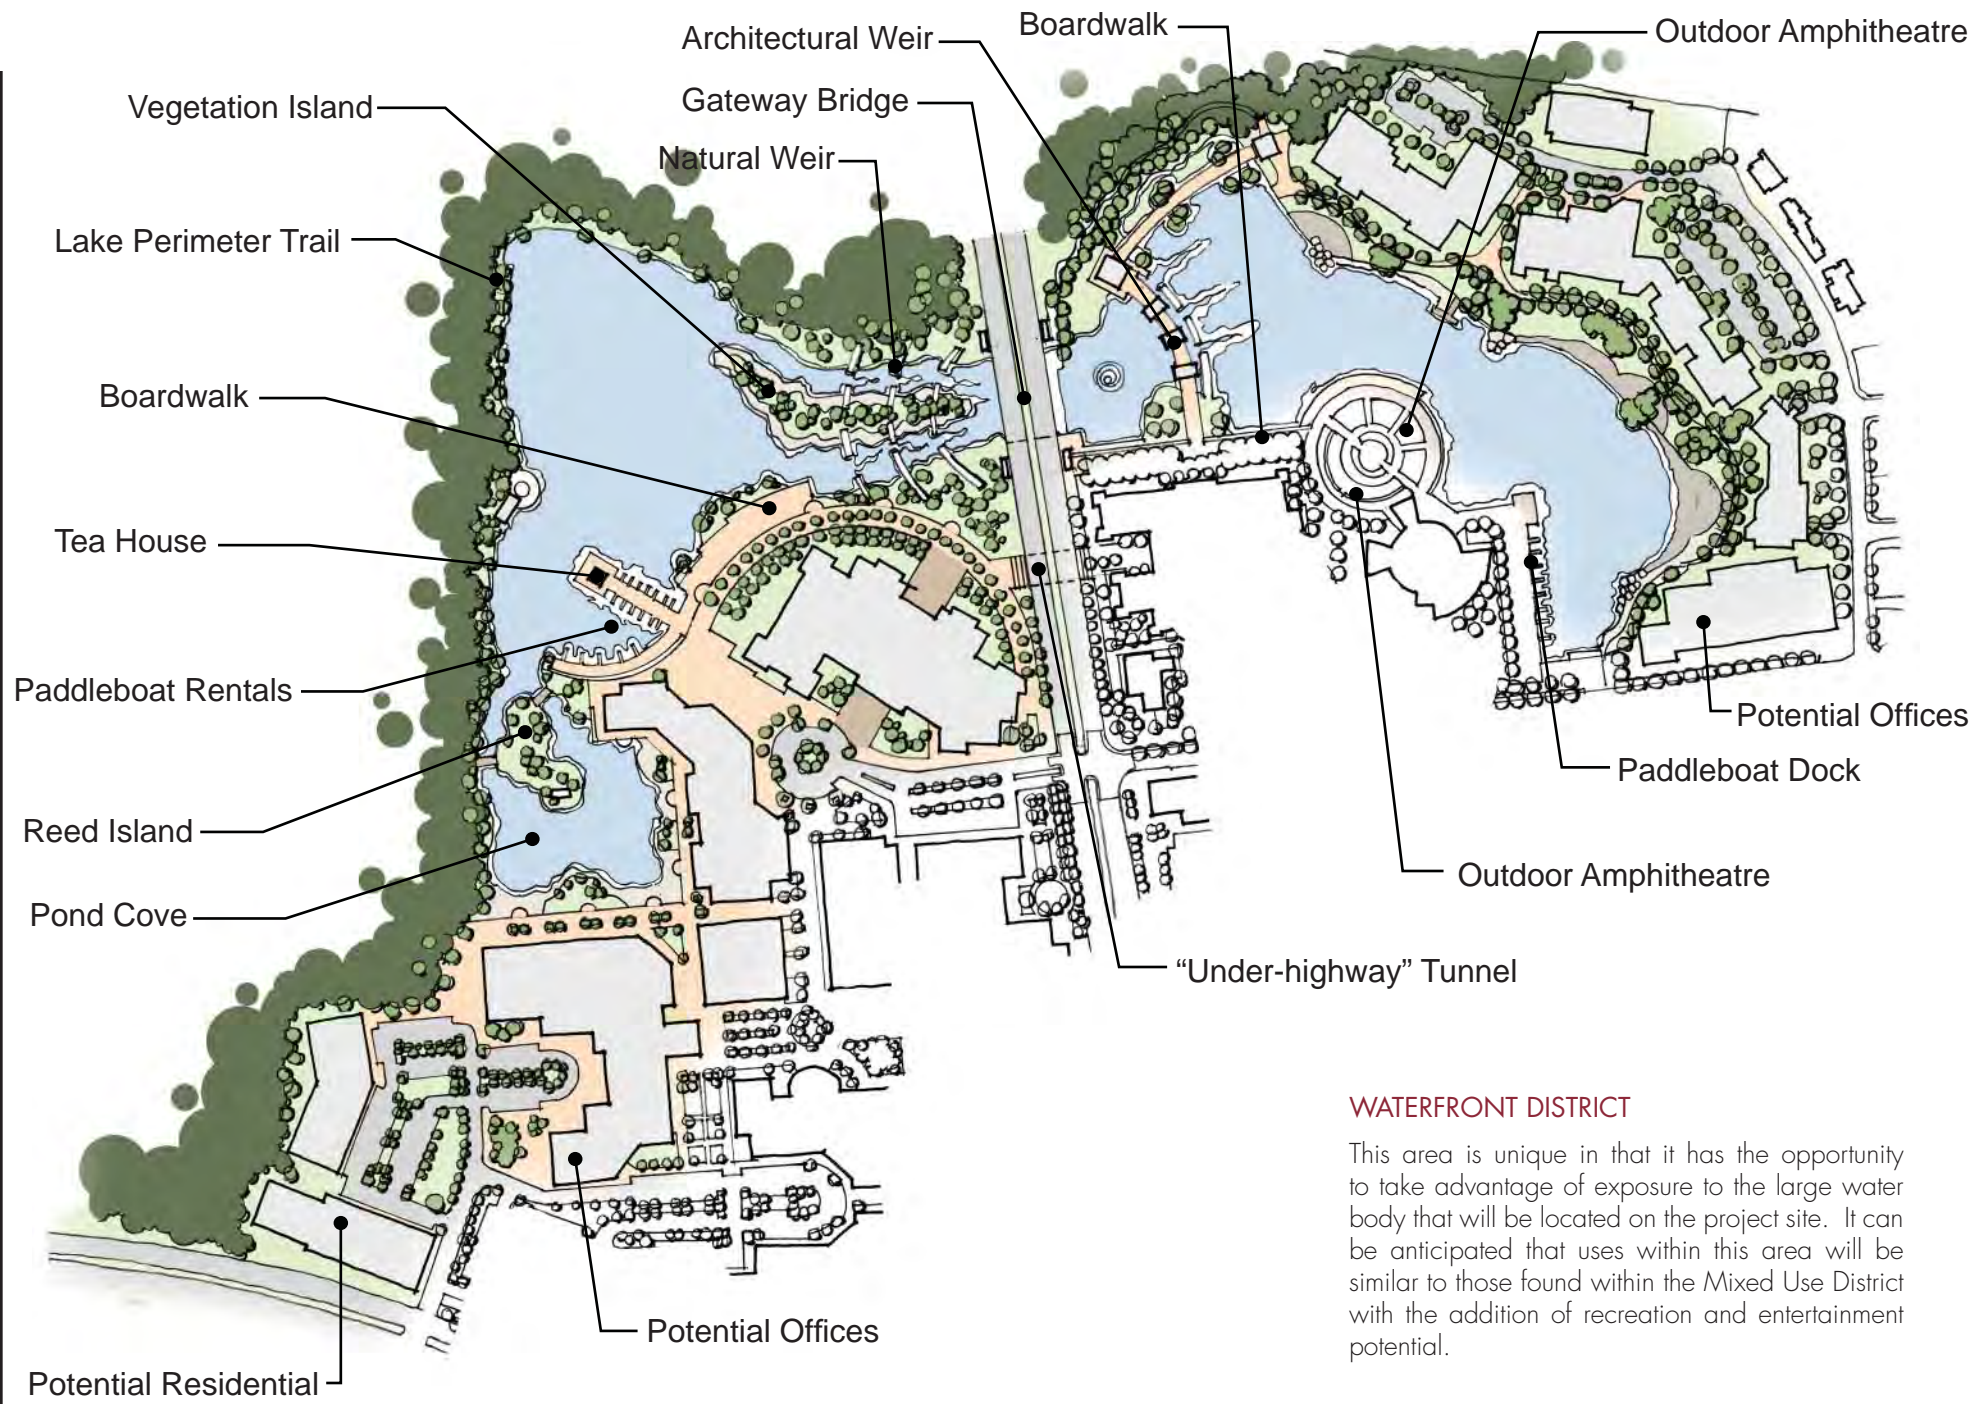 Boardwalk
Outdoor Amphitheatre
Architectural Weir
Gateway Bridge
Vegetation Island
Natural Weir
Lake Perimeter Trail
Boardwalk
Tea House
Paddleboat Rentals
Potential Offices
Paddleboat Dock
Reed Island
Outdoor Amphitheatre
Pond Cove
“Under-highway” Tunnel
WATERFRONT DISTRICT
This area is unique in that it has the opportunity
to take advantage of exposure to the large water
body that will be located on the project site. It can
be anticipated that uses within this area will be
similar to those found within the Mixed Use District
with the addition of recreation and entertainment
potential.
Potential Offices
Potential Residential